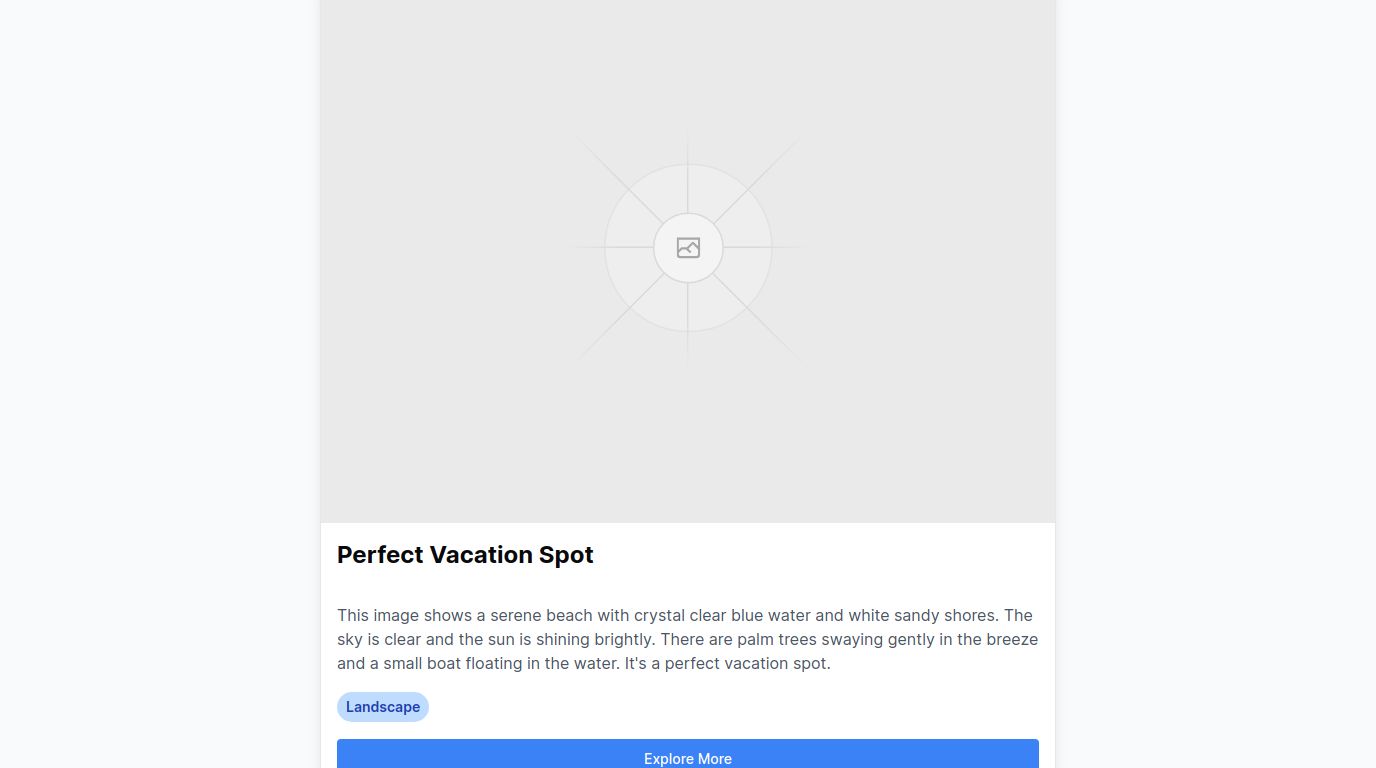 Perfect Vacation Spot
This image shows a serene beach with crystal clear blue water and white sandy shores. The
sky is clear and the sun is shining brightly. There are palm trees swaying gently in the breeze
and a small boat floating in the water. It's a perfect vacation spot.
Landscape
Explore More